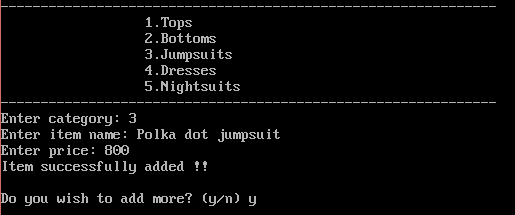 1.Tops
2.Bottoms
3.Jumpsuits
4.Dresses
5.Nightsuits
Enter category: 3
Enter item name: Polka dot jumpsuit
Enter price: 800
Item successfully added !!
Do you wish to add more? (y/n) y